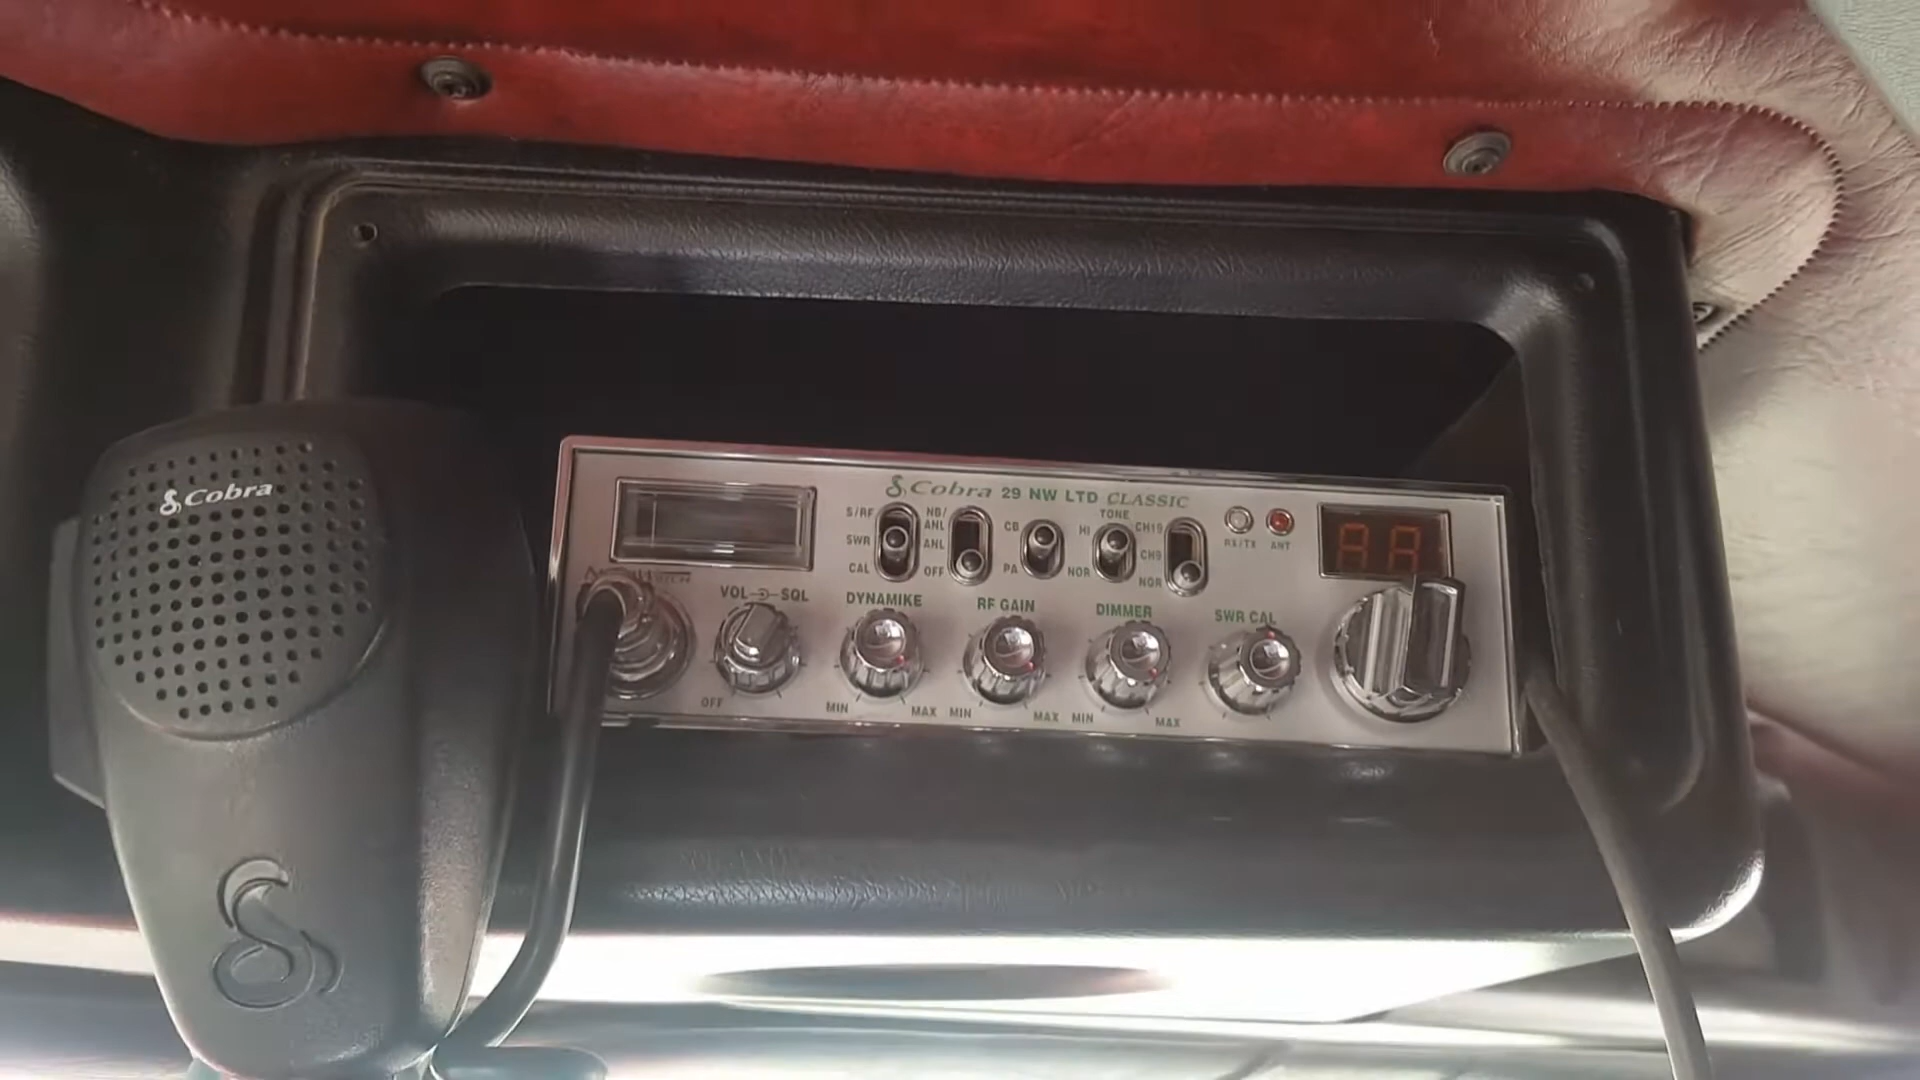 Cobra
Cobra 29 NW LTD CLASSIC
S/RF
SWR
CAL
NB/
ANL
ANL
OFF
CB
PA
TONE
HI
NOR
CH19
CH9
NOR
RX/TX
ANT
VOL SQL
OFF
DYNAMIKE
MIN MAX
RF GAIN
MIN MAX
DIMMER
MIN MAX
SWR CAL